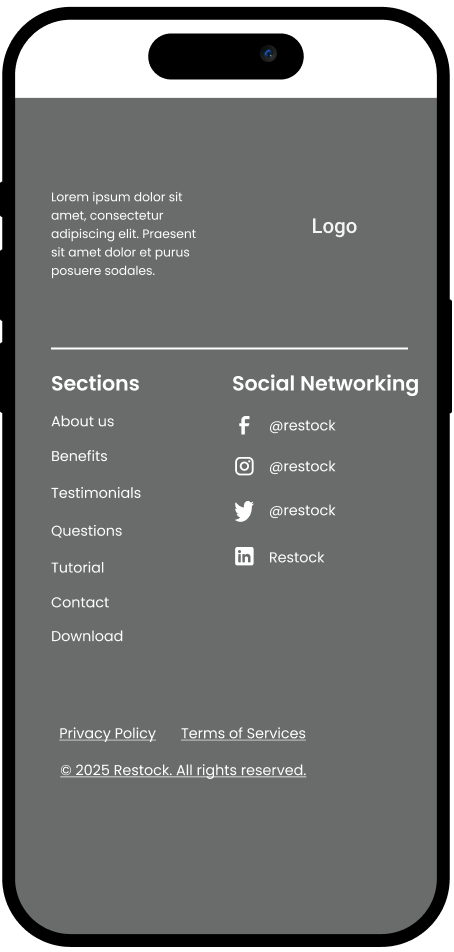 Lorem ipsum dolor sit
amet, consectetur
adipiscing elit. Praesent
sit amet dolor et purus
posuere sodales.
Logo
Sections
About us
Benefits
Testimonials
Questions
Tutorial
Contact
Download
Social Networking
@restock
@restock
@restock
Restock
Privacy Policy Terms of Services
© 2025 Restock. All rights reserved.